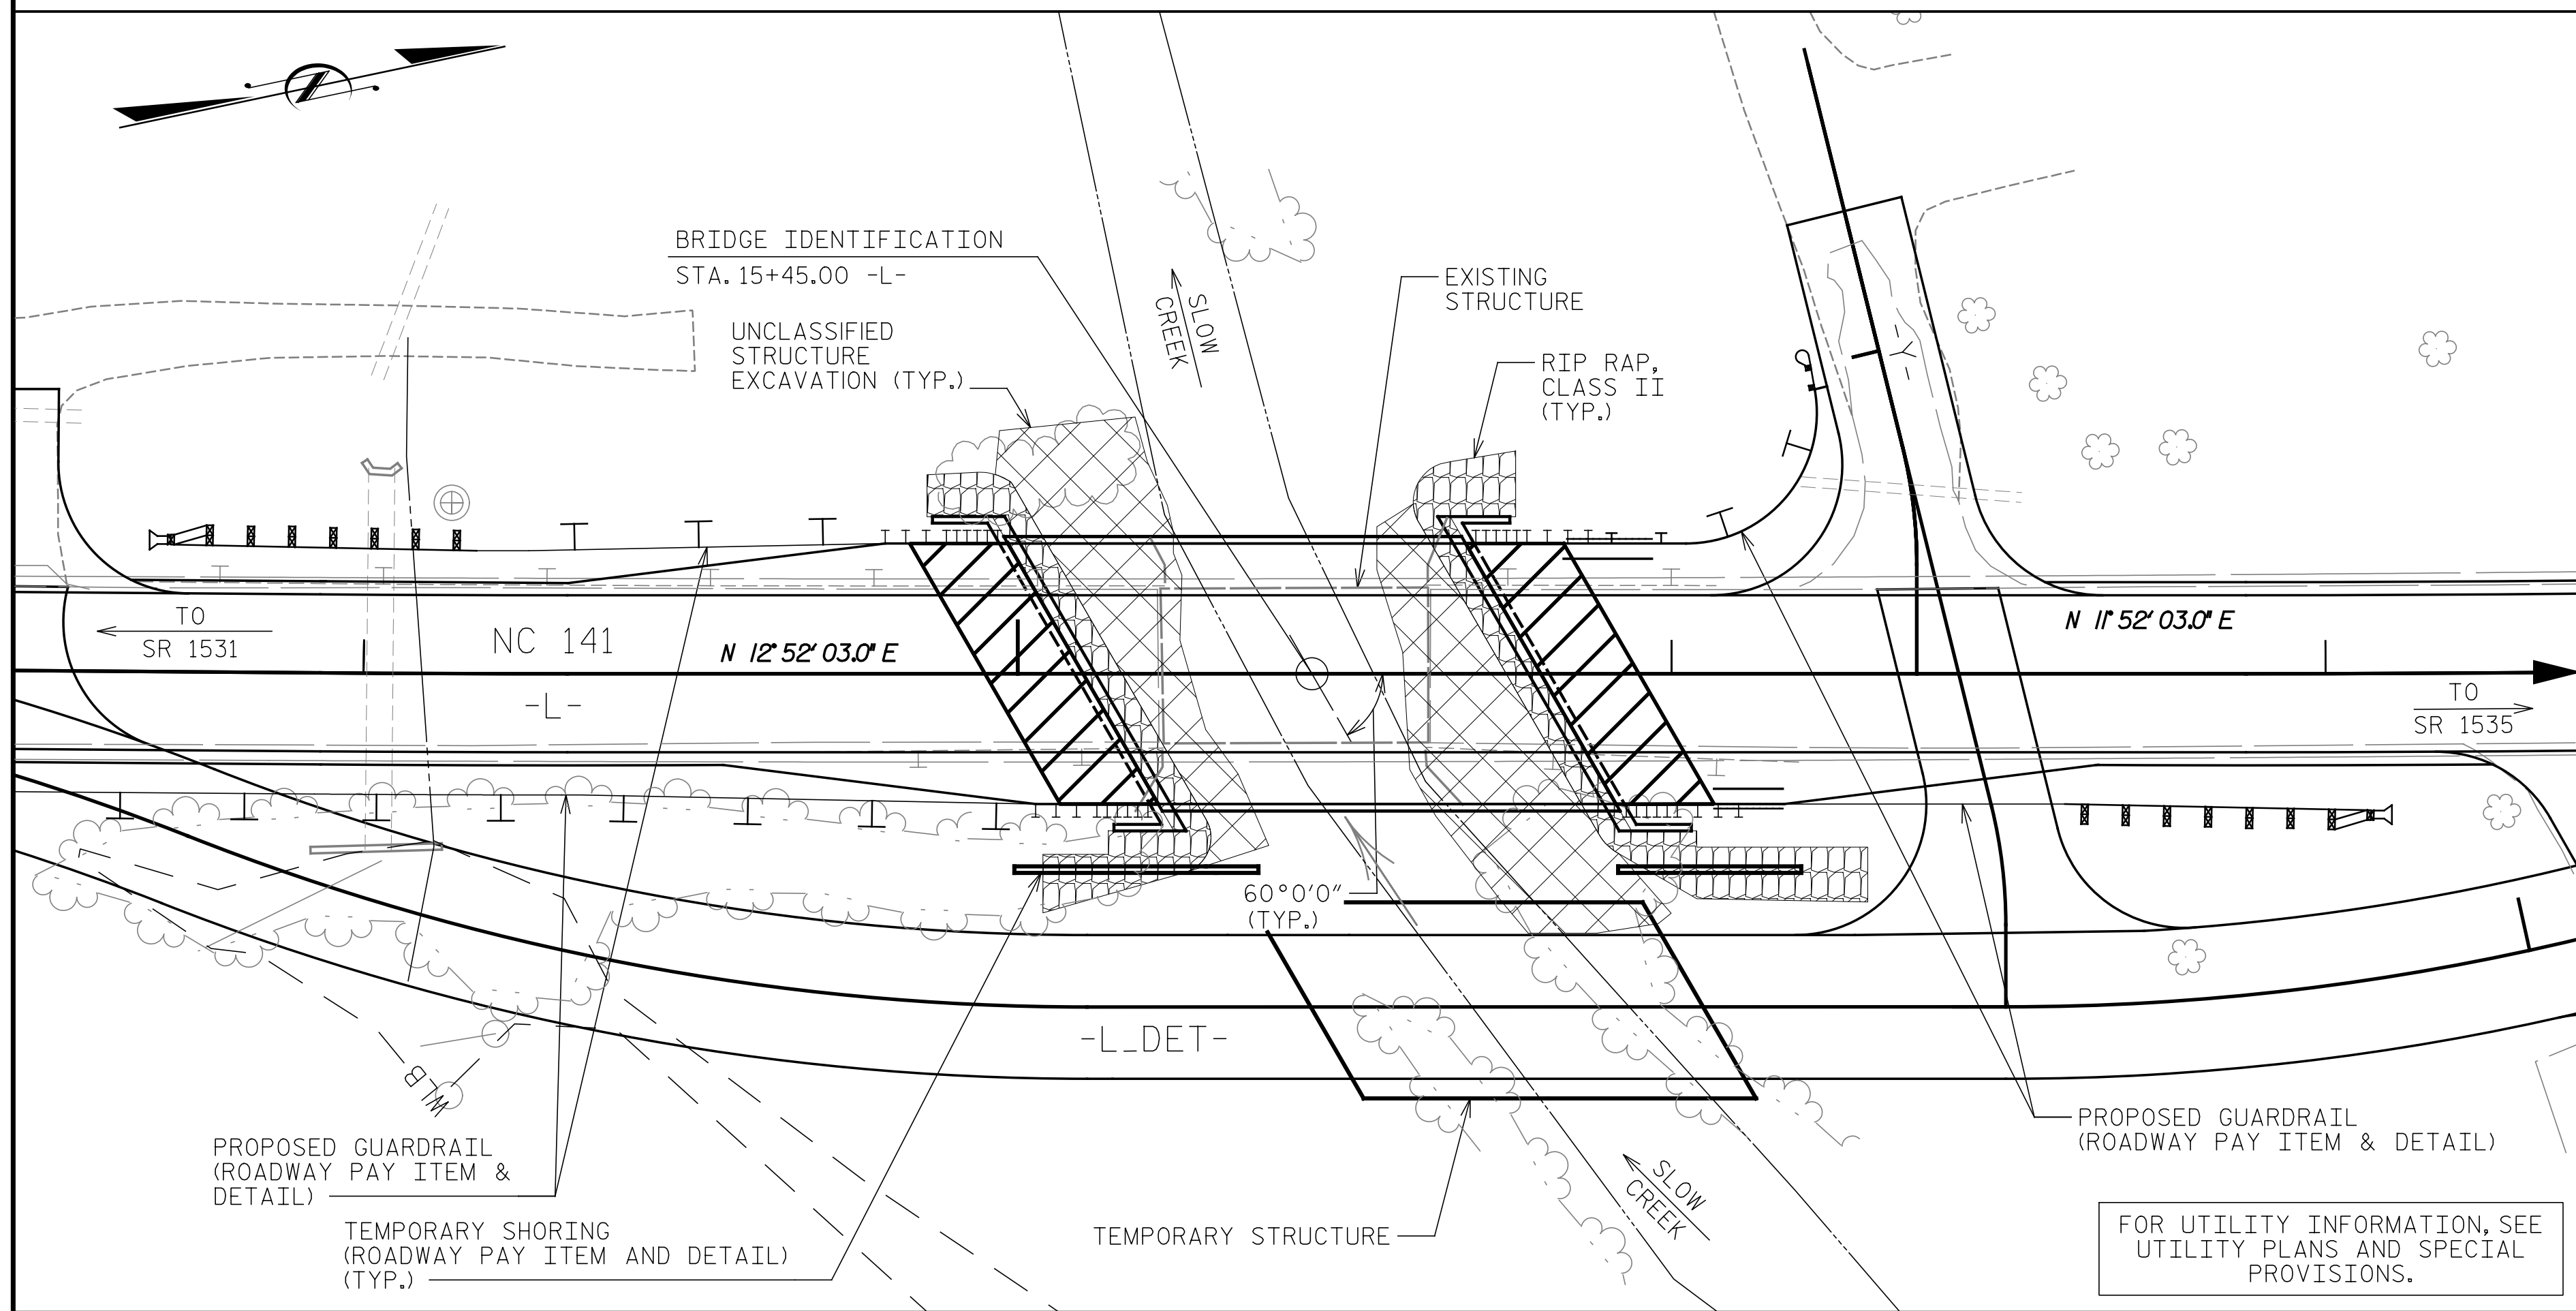 BRIDGE IDENTIFICATION
STA. 15+45.00 -L-
UNCLASSIFIED
STRUCTURE
EXCAVATION (TYP.)
SLOW
CREEK
EXISTING
STRUCTURE
RIP RAP,
CLASS II
(TYP.)
-Y-
TO
SR 1531
NC 141
N 12° 52' 03.0" E
N 11° 52' 03.0" E
-L-
TO
SR 1535
60°0'0"
(TYP.)
-L_DET-
WLB
PROPOSED GUARDRAIL
(ROADWAY PAY ITEM &
DETAIL)
TEMPORARY SHORING
(ROADWAY PAY ITEM AND DETAIL)
(TYP.)
TEMPORARY STRUCTURE
SLOW
CREEK
PROPOSED GUARDRAIL
(ROADWAY PAY ITEM & DETAIL)
FOR UTILITY INFORMATION, SEE
UTILITY PLANS AND SPECIAL
PROVISIONS.